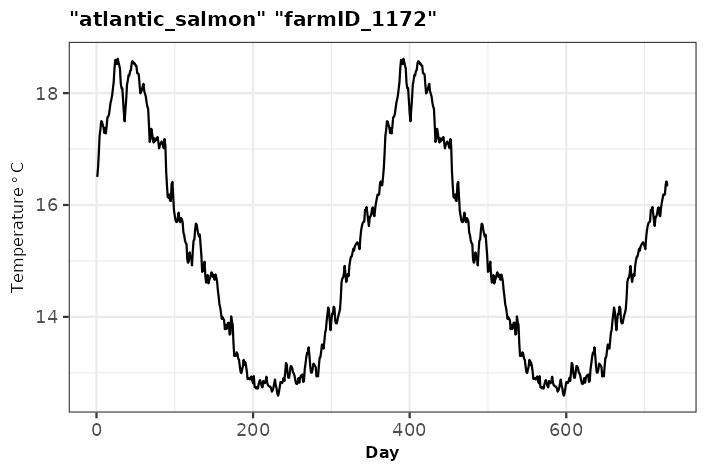 "atlantic_salmon" "farmID_1172"
Temperature ° C
18
16
14
0 200 400 600
Day